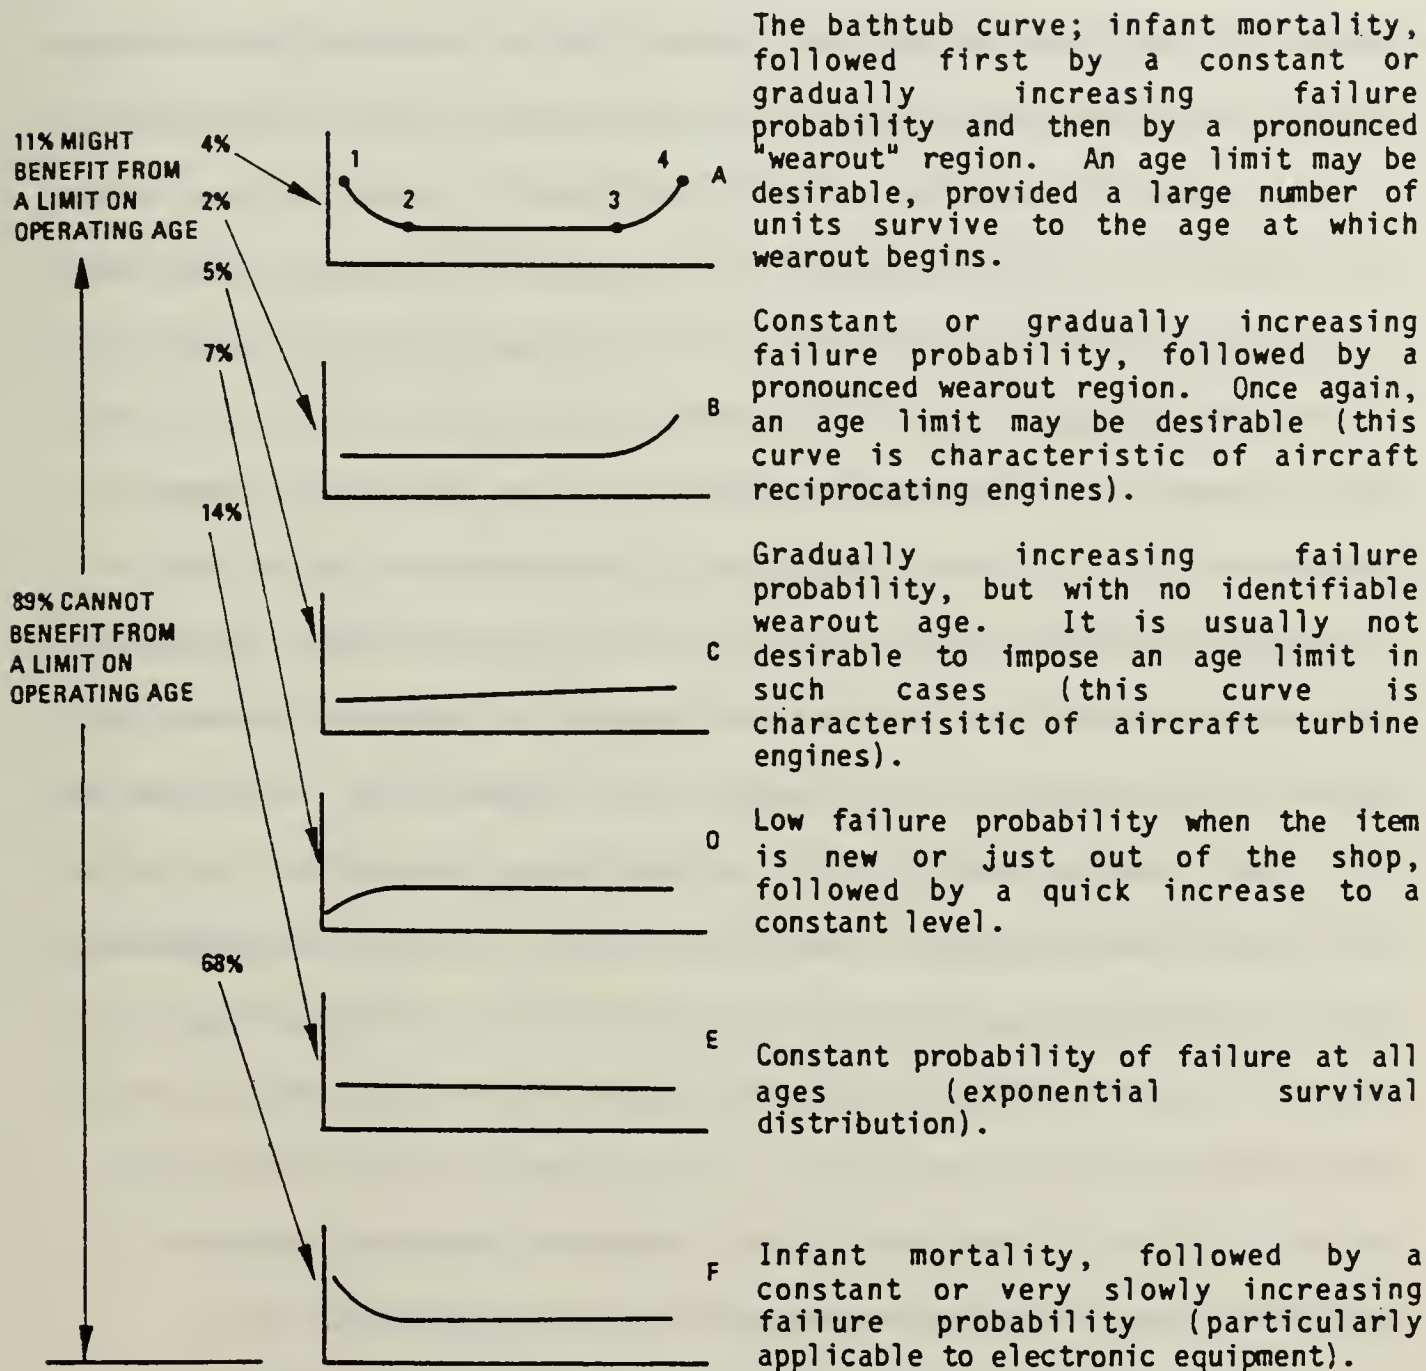 The bathtub curve; infant mortality,
followed first by a constant or
gradually increasing failure
probability and then by a pronounced
"wearout" region. An age limit may be
desirable, provided a large number of
units survive to the age at which
wearout begins.
11% MIGHT
BENEFIT FROM
A LIMIT ON
OPERATING AGE
4%
2%
5%
7%
14%
68%
89% CANNOT
BENEFIT FROM
A LIMIT ON
OPERATING AGE
1
2
3
4
A
B
Constant or gradually increasing
failure probability, followed by a
pronounced wearout region. Once again,
an age limit may be desirable (this
curve is characteristic of aircraft
reciprocating engines).
C
Gradually increasing failure
probability, but with no identifiable
wearout age. It is usually not
desirable to impose an age limit in
such cases (this curve is
characterisitic of aircraft turbine
engines).
D
Low failure probability when the item
is new or just out of the shop,
followed by a quick increase to a
constant level.
E
Constant probability of failure at all
ages (exponential survival
distribution).
F
Infant mortality, followed by a
constant or very slowly increasing
failure probability (particularly
applicable to electronic equipment).